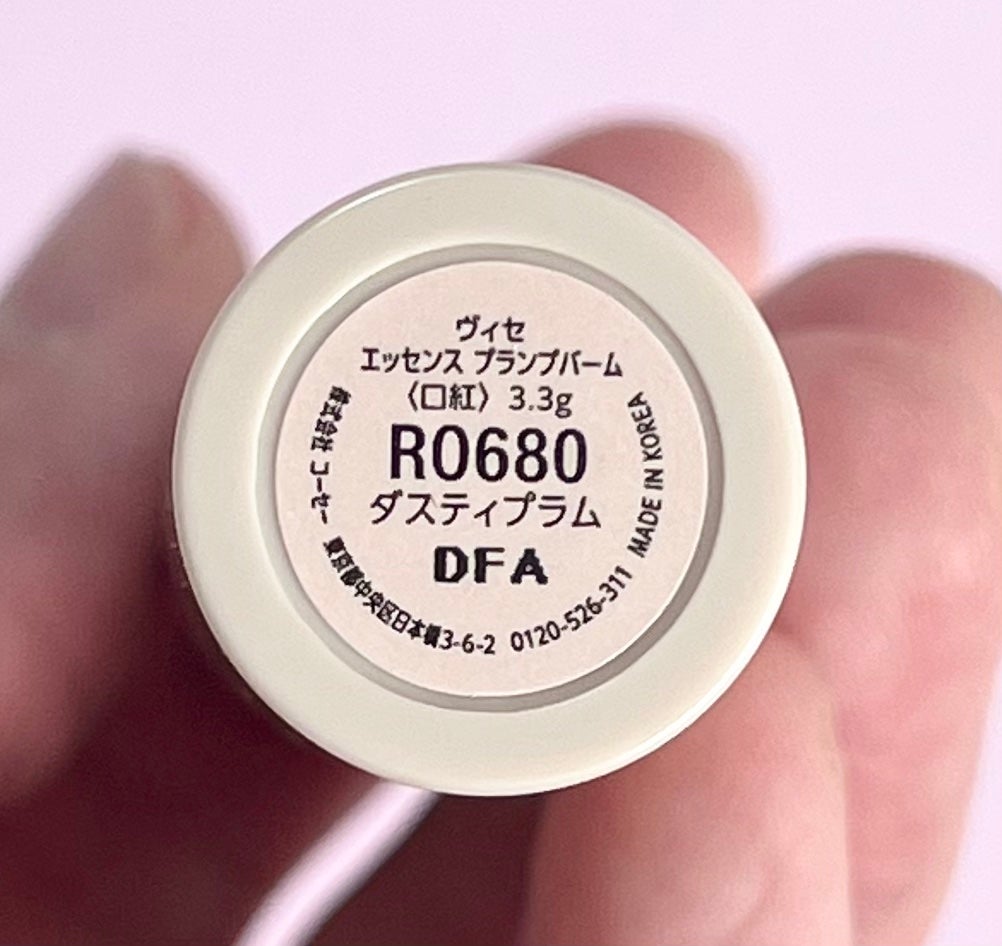 ヴィセ
エッセンス プランプバーム
〈口紅〉 3.3g
RO680
ダスティプラム
DFA
株式会社 コーセー 東京都中央区日本橋3-6-2 0120-526-311 MADE IN KOREA